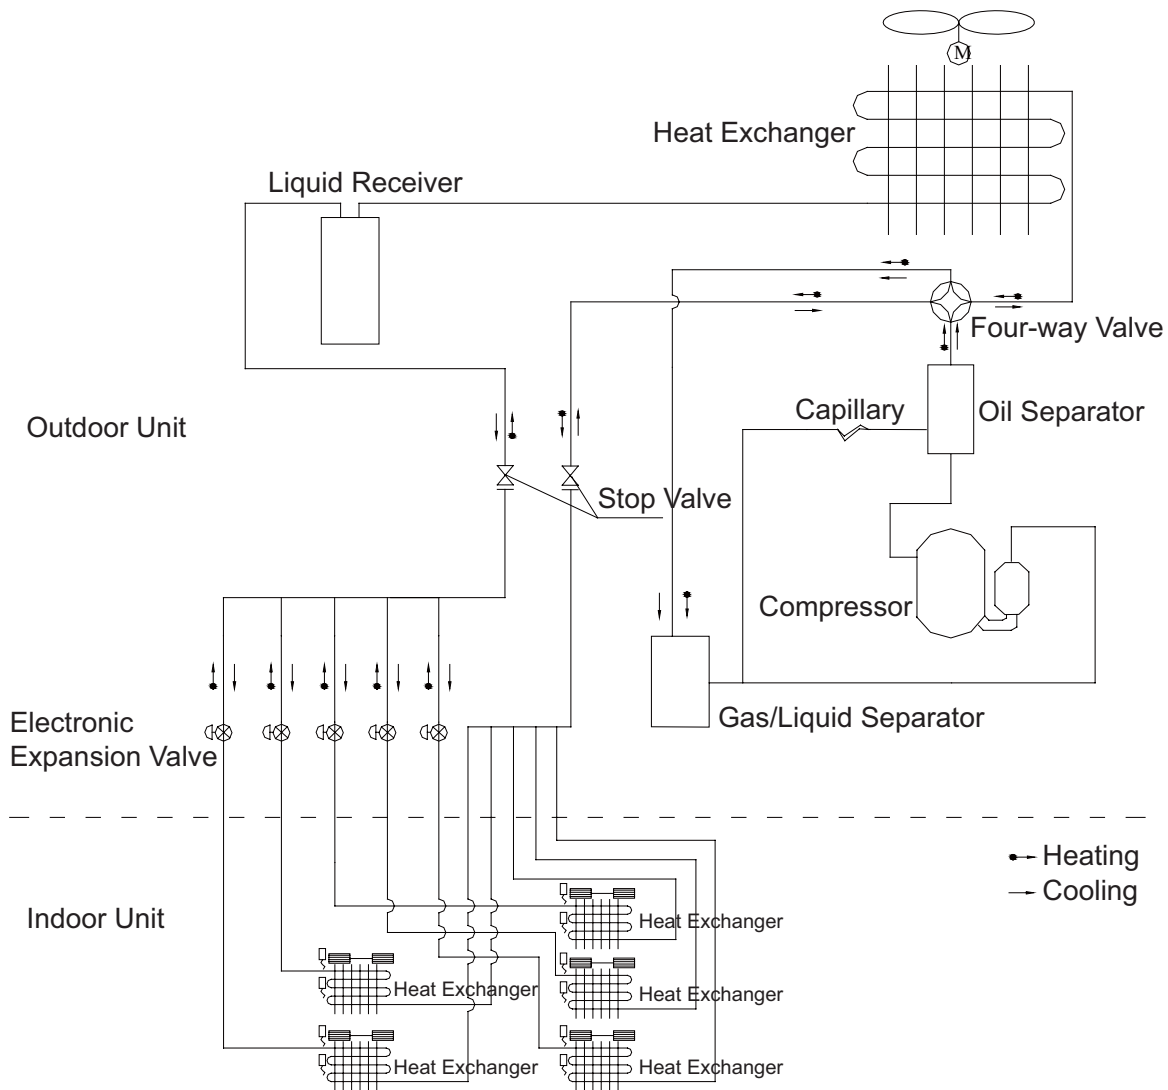 M
Heat Exchanger
Liquid Receiver
Four-way Valve
Capillary
Oil Separator
Outdoor Unit
Stop Valve
Compressor
Gas/Liquid Separator
Electronic
Expansion Valve
Heating
Cooling
Indoor Unit
Heat Exchanger
Heat Exchanger
Heat Exchanger
Heat Exchanger
Heat Exchanger